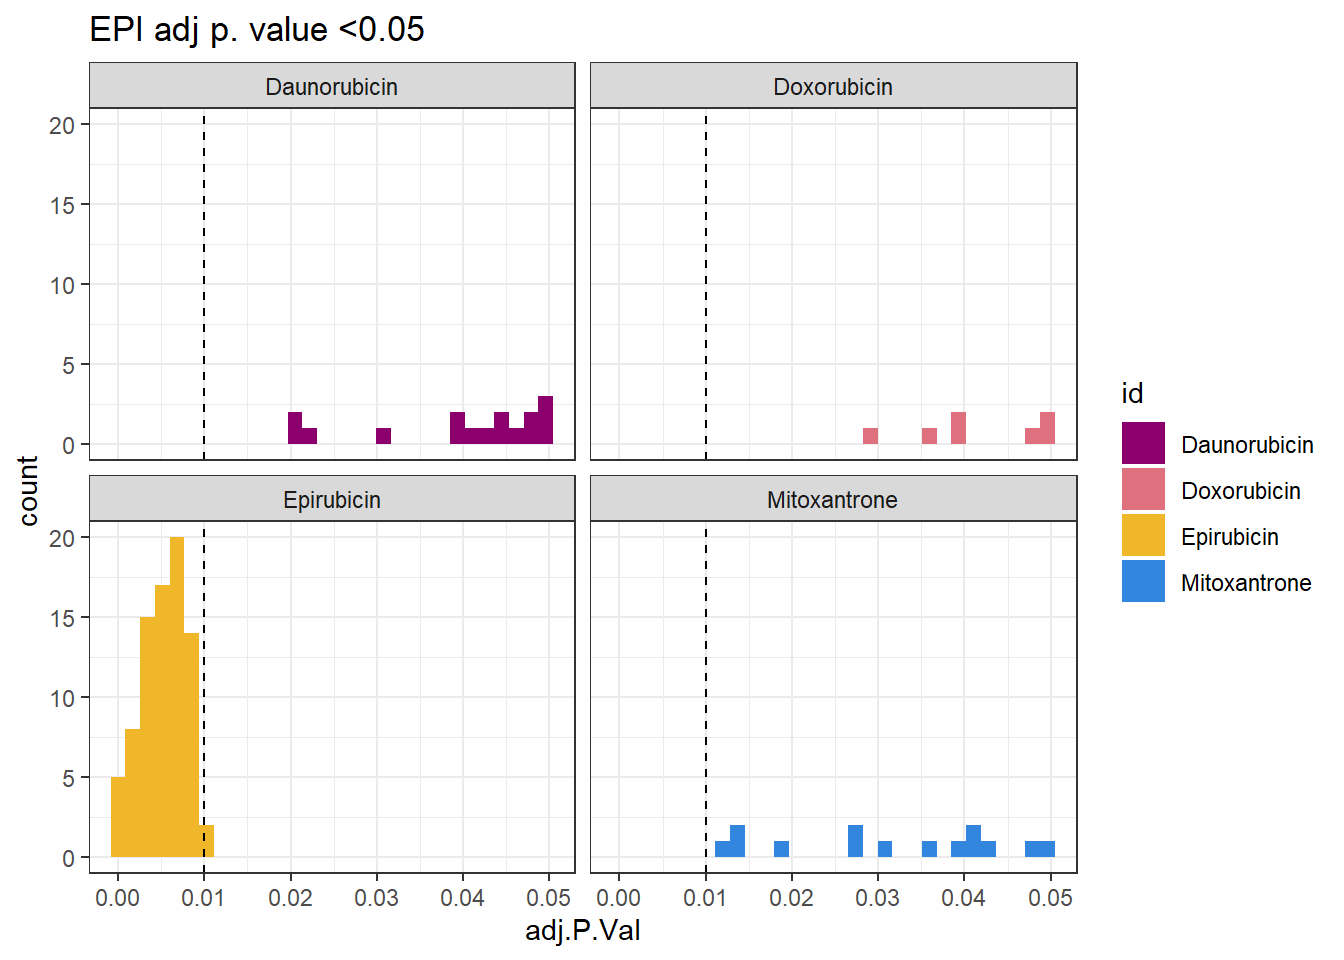 EPI adj p. value <0.05
Daunorubicin
Doxorubicin
20
15
10
5
0
Epirubicin
Mitoxantrone
20
15
10
5
0
count
0.00 0.01 0.02 0.03 0.04 0.05
0.00 0.01 0.02 0.03 0.04 0.05
adj.P.Val
id
Daunorubicin
Doxorubicin
Epirubicin
Mitoxantrone